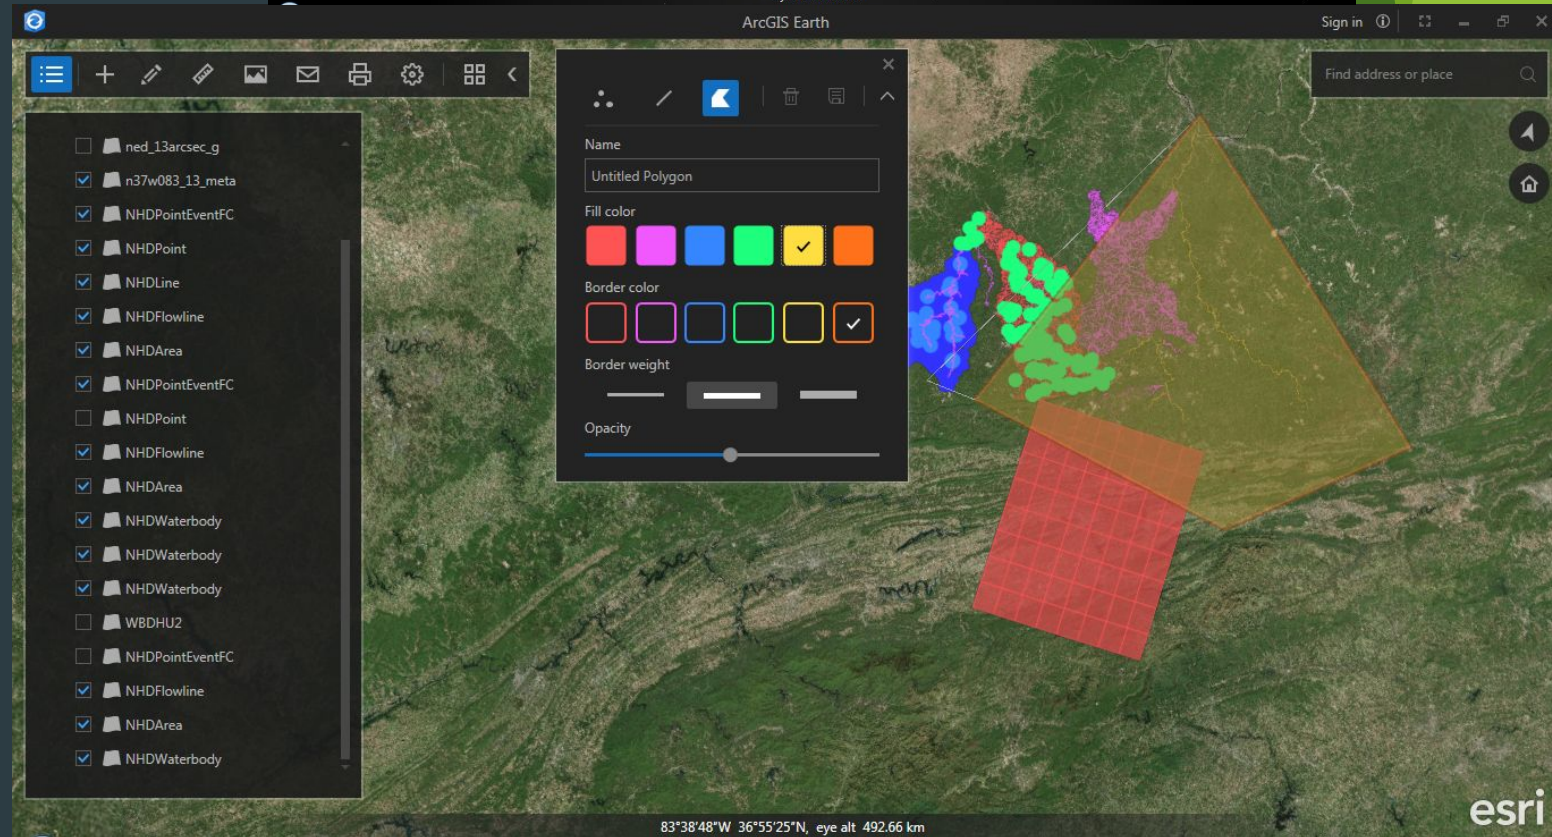 ArcGIS Earth
Sign in
Find address or place
ned_13arcsec_g
n37w083_13_meta
NHDPointEventFC
NHDPoint
NHDLine
NHDFlowline
NHDArea
NHDPointEventFC
NHDPoint
NHDFlowline
NHDArea
NHDWaterbody
NHDWaterbody
NHDWaterbody
WBDHU2
NHDPointEventFC
NHDFlowline
NHDArea
NHDWaterbody
Name
Untitled Polygon
Fill color
Border color
Border weight
Opacity
83°38'48"W 36°55'25"N, eye alt 492.66 km
esri